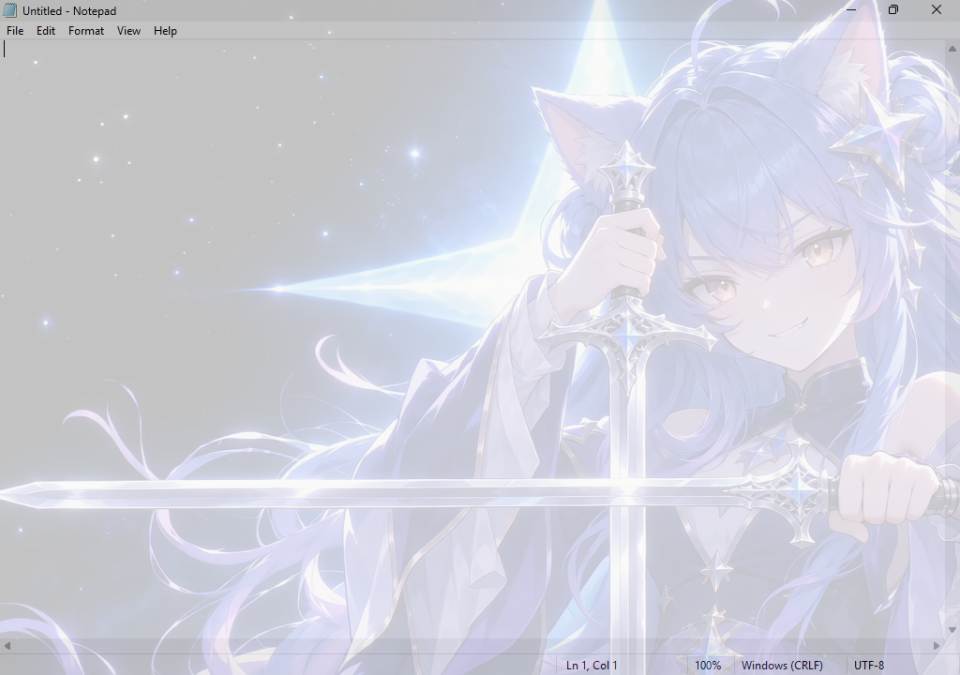 Untitled - Notepad
File Edit Format View Help
Ln 1, Col 1 100% Windows (CRLF) UTF-8